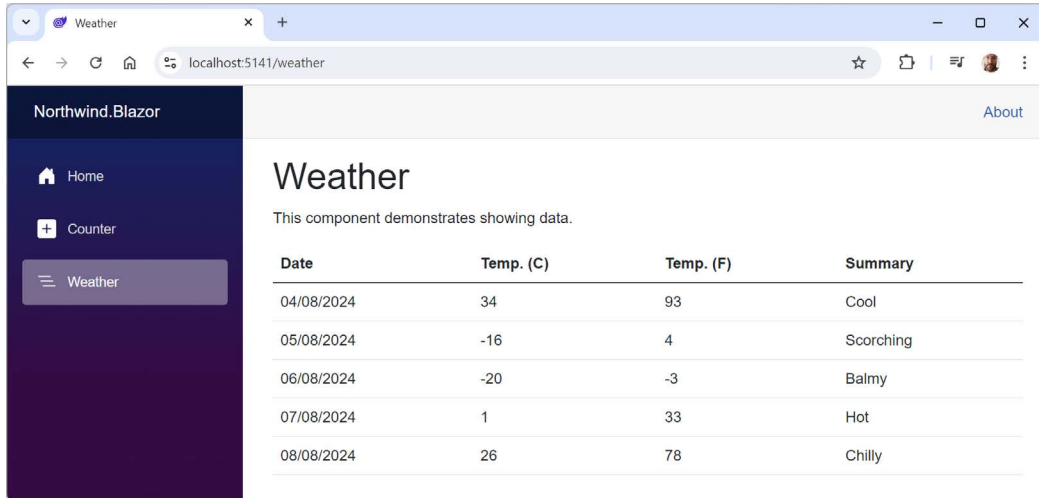 Weather
localhost:5141/weather
Northwind.Blazor
About
Home
Counter
Weather
Weather
This component demonstrates showing data.
Date Temp. (C) Temp. (F) Summary
04/08/2024 34 93 Cool
05/08/2024 -16 4 Scorching
06/08/2024 -20 -3 Balmy
07/08/2024 1 33 Hot
08/08/2024 26 78 Chilly